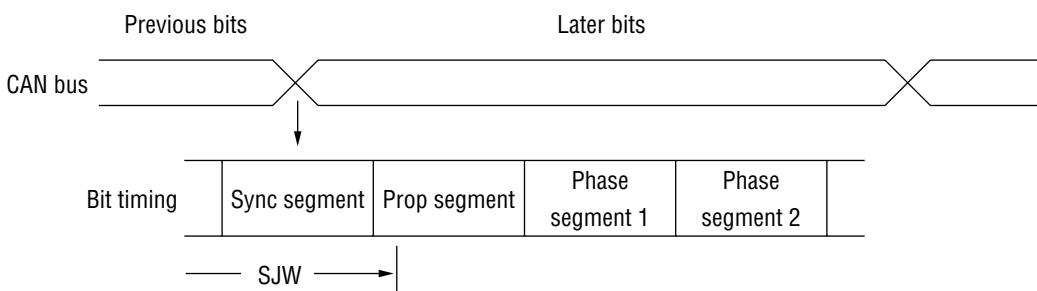 Previous bits
Later bits
CAN bus
Bit timing
Sync segment
Prop segment
Phase
segment 1
Phase
segment 2
SJW